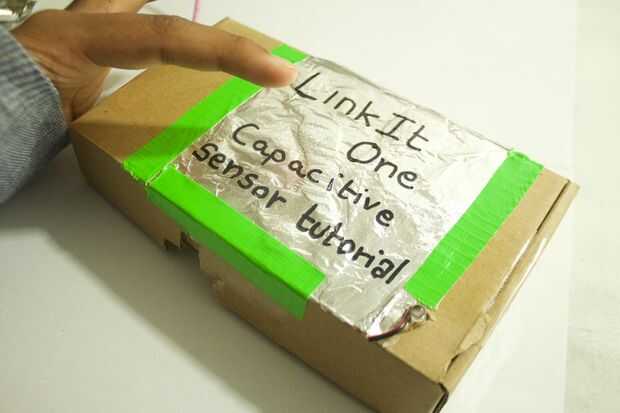 LinkIt
One
Capacitive
sensor tutorial